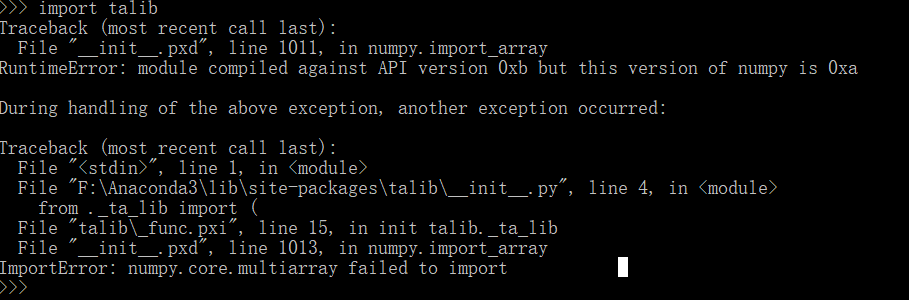 >>> import talib
Traceback (most recent call last):
  File "__init__.pxd", line 1011, in numpy.import_array
RuntimeError: module compiled against API version 0xb but this version of numpy is 0xa

During handling of the above exception, another exception occurred:

Traceback (most recent call last):
  File "<stdin>", line 1, in <module>
  File "F:\Anaconda3\lib\site-packages\talib\__init__.py", line 4, in <module>
    from ._ta_lib import (
  File "talib\_func.pxi", line 15, in init talib._ta_lib
  File "__init__.pxd", line 1013, in numpy.import_array
ImportError: numpy.core.multiarray failed to import
>>>